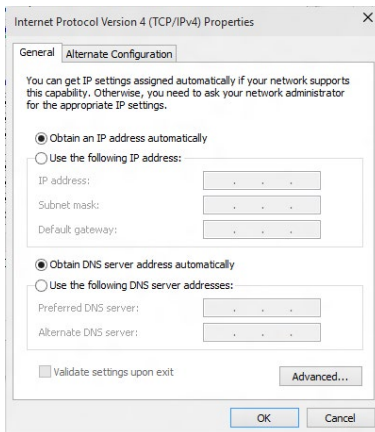 Internet Protocol Version 4 (TCP/IPv4) Properties
General
Alternate Configuration
You can get IP settings assigned automatically if your network supports
this capability. Otherwise, you need to ask your network administrator
for the appropriate IP settings.
Obtain an IP address automatically
Use the following IP address:
IP address:
Subnet mask:
Default gateway:
Obtain DNS server address automatically
Use the following DNS server addresses:
Preferred DNS server:
Alternate DNS server:
Validate settings upon exit
Advanced...
OK
Cancel